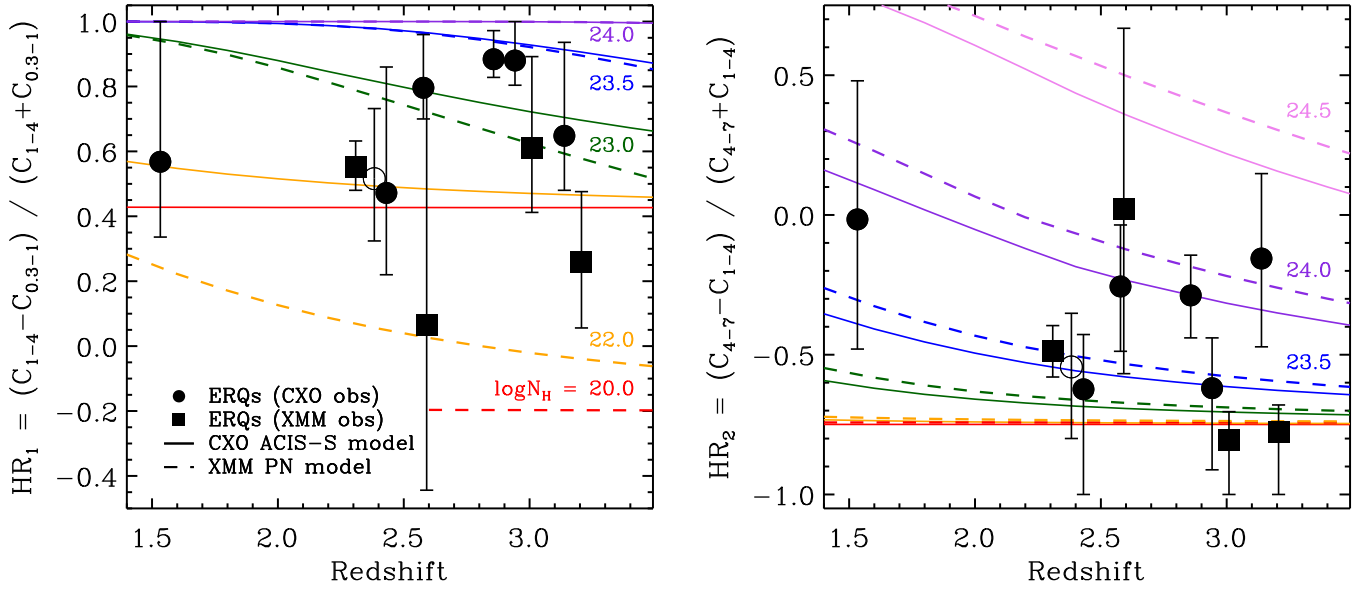 HR₁ = (C₁₋₄−C₀.₃₋₁) / (C₁₋₄+C₀.₃₋₁)
1.0
0.8
0.6
0.4
0.2
0.0
−0.2
−0.4
24.0
23.5
23.0
22.0
logN_H = 20.0
ERQs (CXO obs)
ERQs (XMM obs)
CXO ACIS−S model
XMM PN model
1.5 2.0 2.5 3.0
Redshift
HR₂ = (C₄₋₇−C₁₋₄) / (C₄₋₇+C₁₋₄)
0.5
0.0
−0.5
−1.0
24.5
24.0
23.5
1.5 2.0 2.5 3.0
Redshift